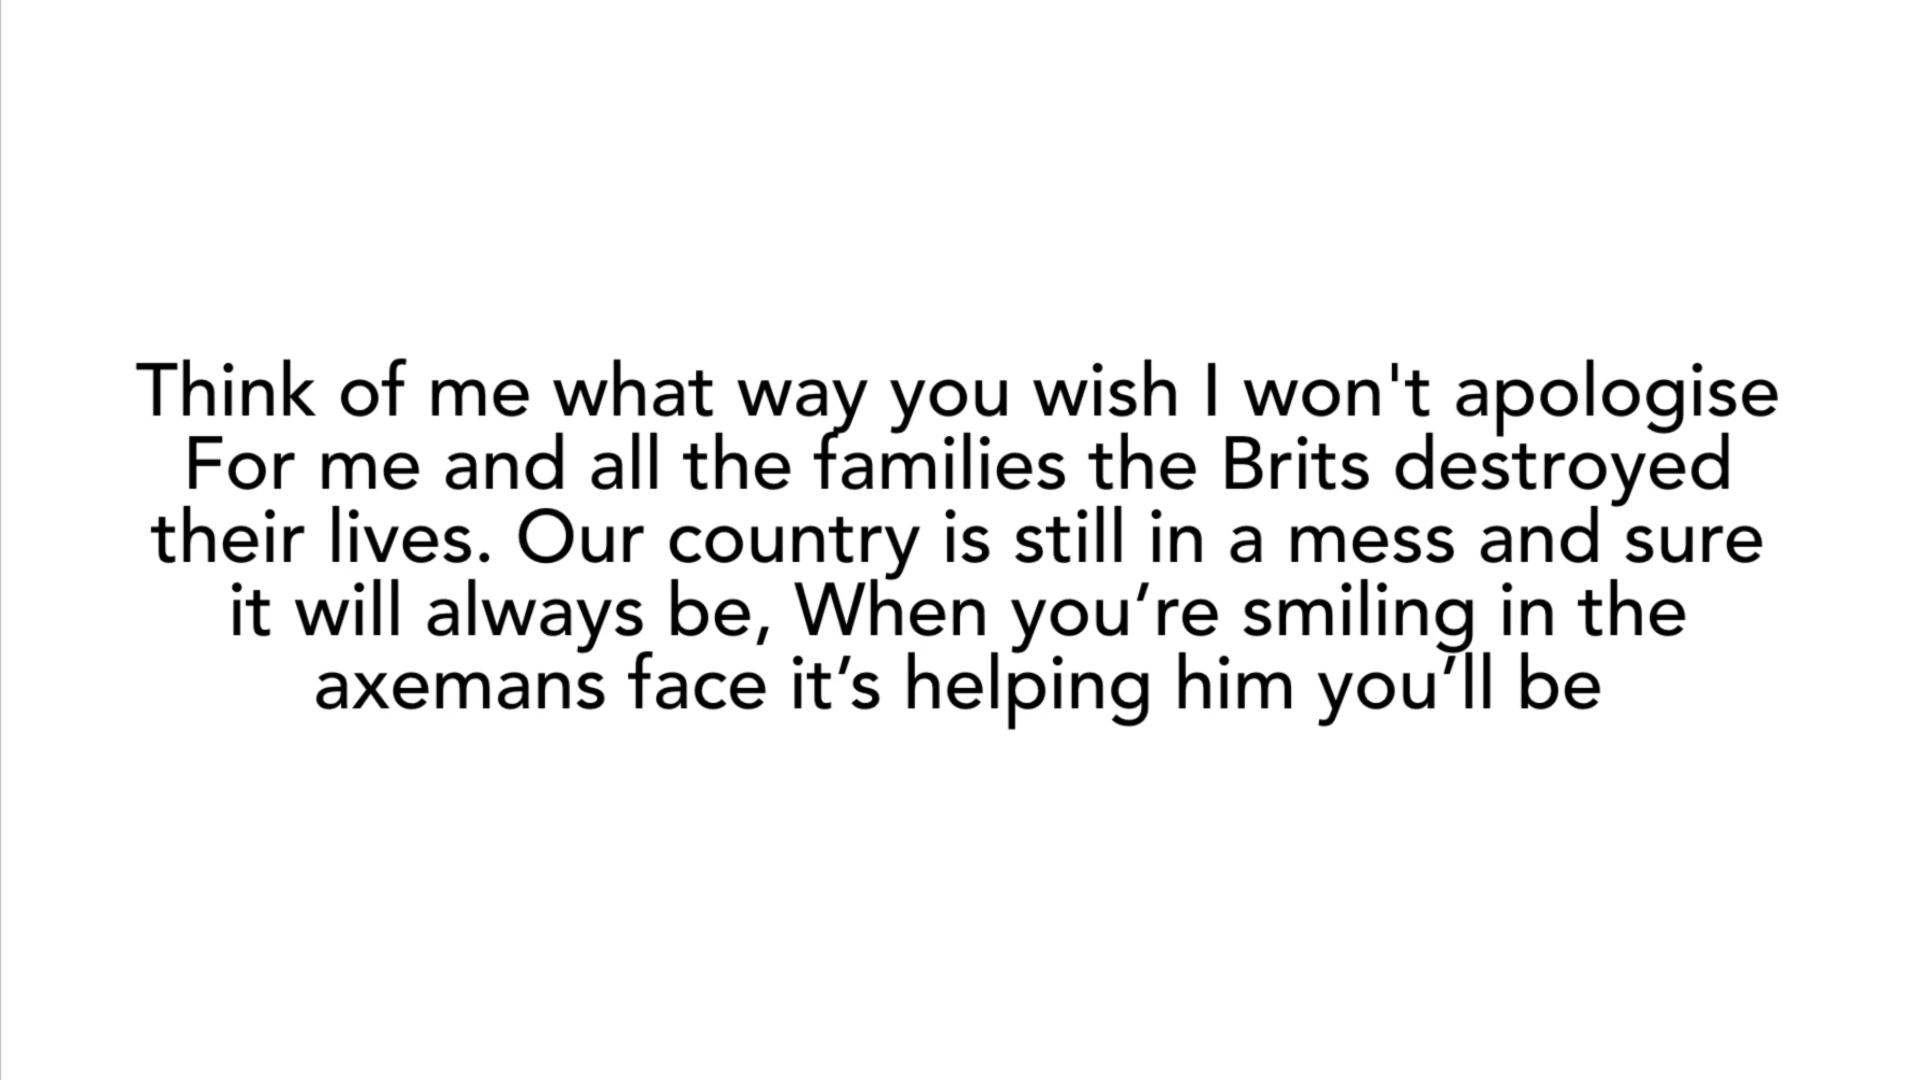 Think of me what way you wish I won't apologise
For me and all the families the Brits destroyed
their lives. Our country is still in a mess and sure
it will always be, When you’re smiling in the
axemans face it’s helping him you’ll be